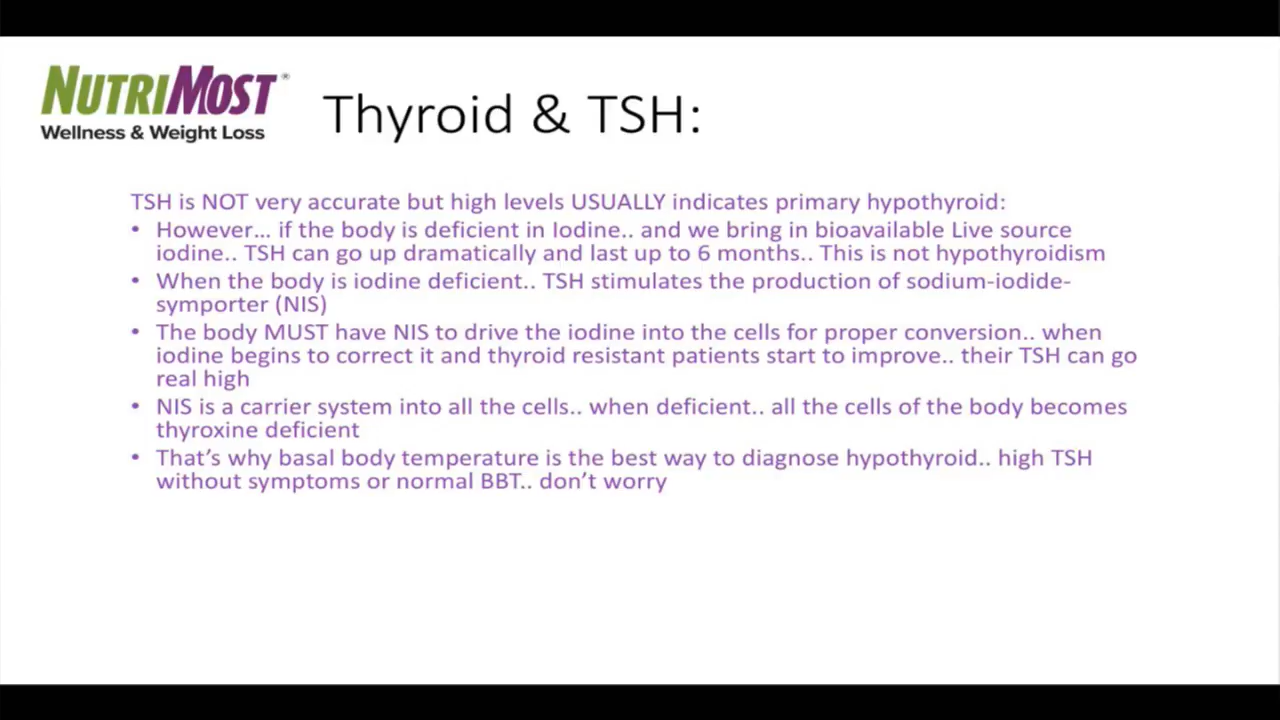 NUTRIMOST®
Wellness & Weight Loss
Thyroid & TSH:
TSH is NOT very accurate but high levels USUALLY indicates primary hypothyroid:
• However... if the body is deficient in Iodine.. and we bring in bioavailable Live source
iodine.. TSH can go up dramatically and last up to 6 months.. This is not hypothyroidism
• When the body is iodine deficient.. TSH stimulates the production of sodium-iodide-
symporter (NIS)
• The body MUST have NIS to drive the iodine into the cells for proper conversion.. when
iodine begins to correct it and thyroid resistant patients start to improve.. their TSH can go
real high
• NIS is a carrier system into all the cells.. when deficient.. all the cells of the body becomes
thyroxine deficient
• That’s why basal body temperature is the best way to diagnose hypothyroid.. high TSH
without symptoms or normal BBT.. don’t worry